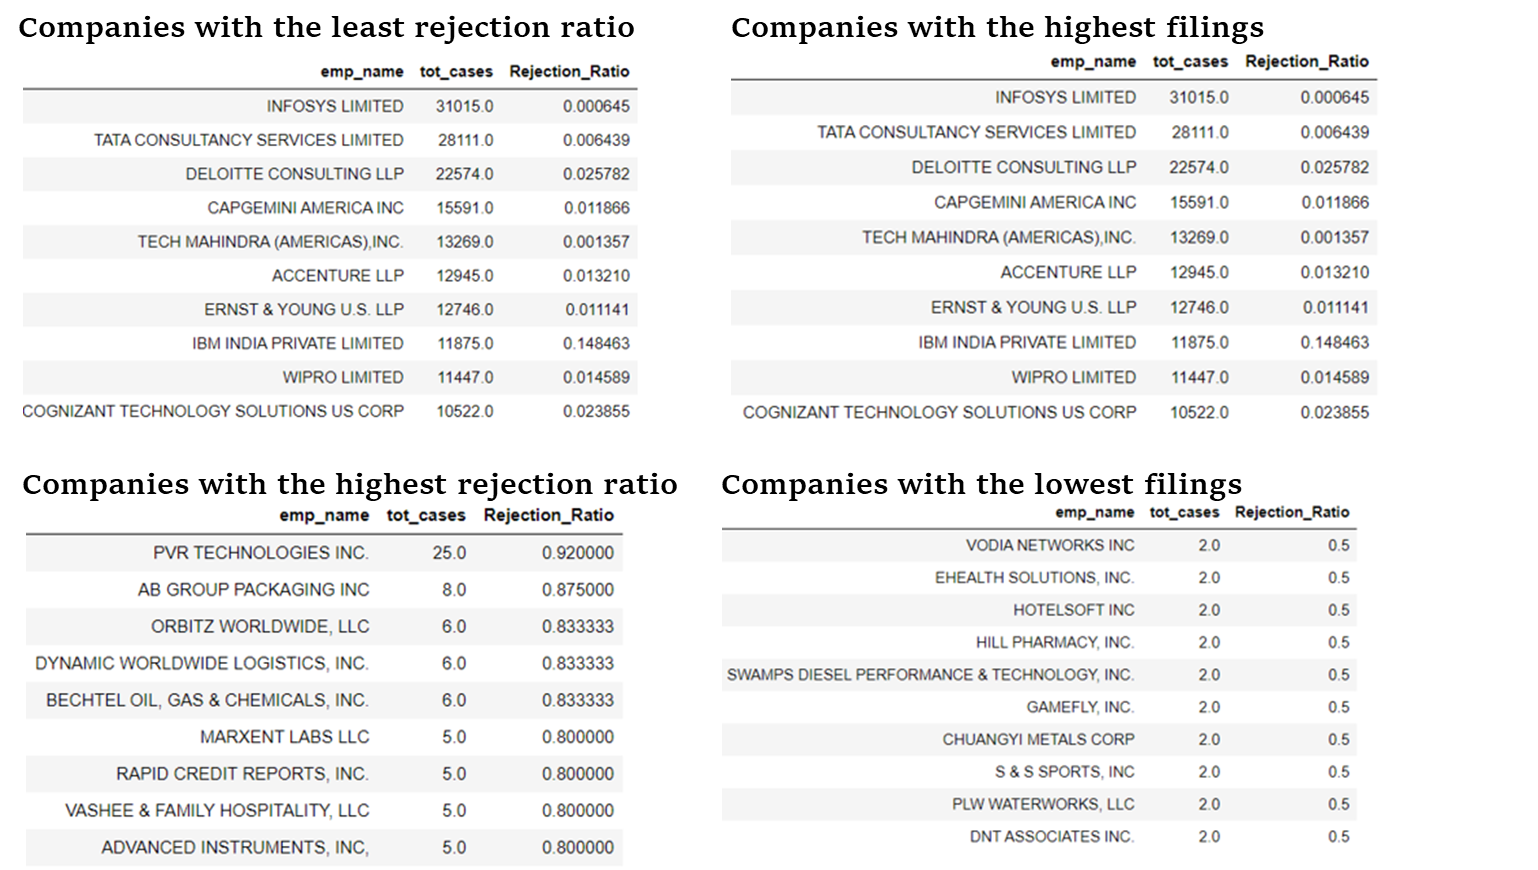 Companies with the least rejection ratio
emp_name tot_cases Rejection_Ratio
INFOSYS LIMITED 31015.0 0.000645
TATA CONSULTANCY SERVICES LIMITED 28111.0 0.006439
DELOITTE CONSULTING LLP 22574.0 0.025782
CAPGEMINI AMERICA INC 15591.0 0.011866
TECH MAHINDRA (AMERICAS),INC. 13269.0 0.001357
ACCENTURE LLP 12945.0 0.013210
ERNST & YOUNG U.S. LLP 12746.0 0.011141
IBM INDIA PRIVATE LIMITED 11875.0 0.148463
WIPRO LIMITED 11447.0 0.014589
COGNIZANT TECHNOLOGY SOLUTIONS US CORP 10522.0 0.023855
Companies with the highest filings
emp_name tot_cases Rejection_Ratio
INFOSYS LIMITED 31015.0 0.000645
TATA CONSULTANCY SERVICES LIMITED 28111.0 0.006439
DELOITTE CONSULTING LLP 22574.0 0.025782
CAPGEMINI AMERICA INC 15591.0 0.011866
TECH MAHINDRA (AMERICAS),INC. 13269.0 0.001357
ACCENTURE LLP 12945.0 0.013210
ERNST & YOUNG U.S. LLP 12746.0 0.011141
IBM INDIA PRIVATE LIMITED 11875.0 0.148463
WIPRO LIMITED 11447.0 0.014589
COGNIZANT TECHNOLOGY SOLUTIONS US CORP 10522.0 0.023855
Companies with the highest rejection ratio
emp_name tot_cases Rejection_Ratio
PVR TECHNOLOGIES INC. 25.0 0.920000
AB GROUP PACKAGING INC 8.0 0.875000
ORBITZ WORLDWIDE, LLC 6.0 0.833333
DYNAMIC WORLDWIDE LOGISTICS, INC. 6.0 0.833333
BECHTEL OIL, GAS & CHEMICALS, INC. 6.0 0.833333
MARXENT LABS LLC 5.0 0.800000
RAPID CREDIT REPORTS, INC. 5.0 0.800000
VASHEE & FAMILY HOSPITALITY, LLC 5.0 0.800000
ADVANCED INSTRUMENTS, INC, 5.0 0.800000
Companies with the lowest filings
emp_name tot_cases Rejection_Ratio
VODIA NETWORKS INC 2.0 0.5
EHEALTH SOLUTIONS, INC. 2.0 0.5
HOTELSOFT INC 2.0 0.5
HILL PHARMACY, INC. 2.0 0.5
SWAMPS DIESEL PERFORMANCE & TECHNOLOGY, INC. 2.0 0.5
GAMEFLY, INC. 2.0 0.5
CHUANGYI METALS CORP 2.0 0.5
S & S SPORTS, INC 2.0 0.5
PLW WATERWORKS, LLC 2.0 0.5
DNT ASSOCIATES INC. 2.0 0.5